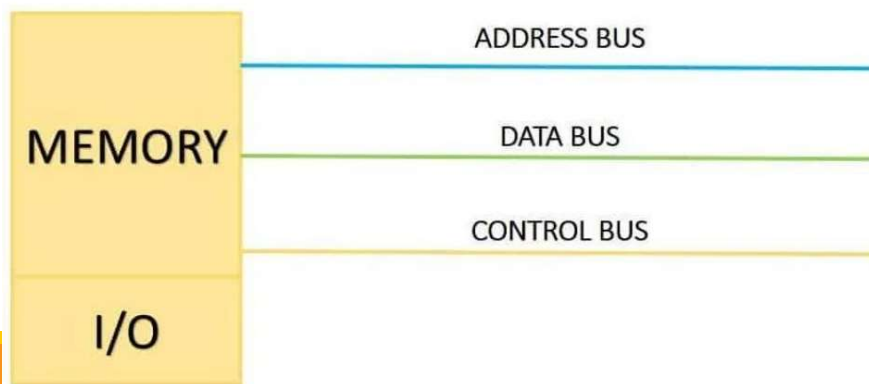 ADDRESS BUS
MEMORY
DATA BUS
CONTROL BUS
I/O